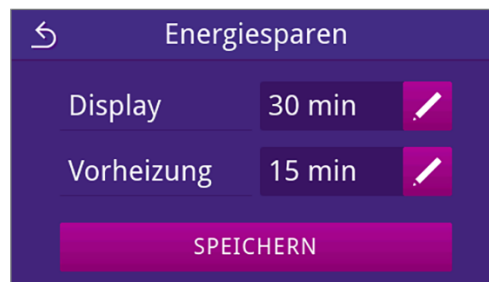 Energiesparen
Display 30 min
Vorheizung 15 min
SPEICHERN